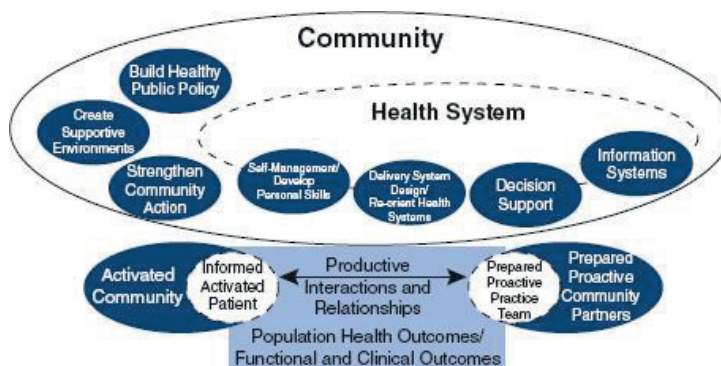 Community
Build Healthy
Public Policy
Health System
Create
Supportive
Environments
Information
Systems
Strengthen
Community
Action
Self-Management/
Develop
Personal Skills
Delivery System
Design/
Re-orient Health
Systems
Decision
Support
Activated
Community
Informed
Activated
Patient
Productive
Interactions and
Relationships
Prepared
Proactive
Practice
Team
Prepared
Proactive
Community
Partners
Population Health Outcomes/
Functional and Clinical Outcomes